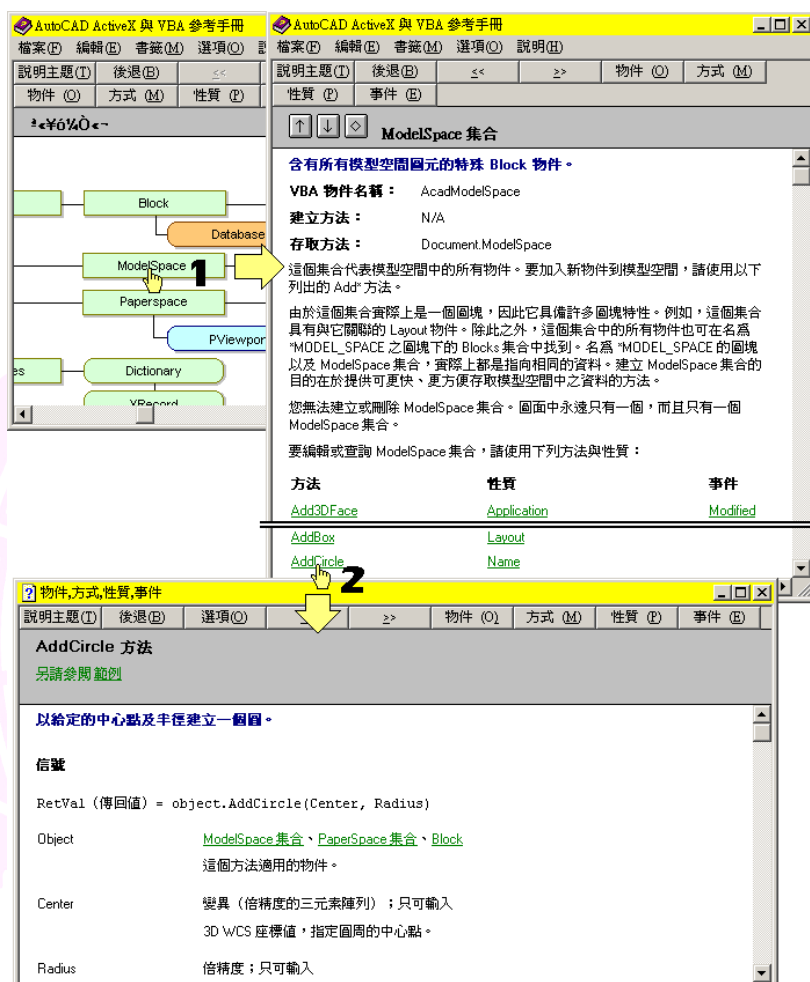 AutoCAD ActiveX 與 VBA 參考手冊
檔案(F) 編輯(E) 書籤(M) 選項(O)
說明主題(T) 後退(B) <<
物件 (O) 方式 (M) 性質 (P)
ª«¥ó¼Ò«¬
Block
Database
ModelSpace
1
Paperspace
PViewpor
es
Dictionary
XRecord
AutoCAD ActiveX 與 VBA 參考手冊
檔案(F) 編輯(E) 書籤(M) 選項(O) 說明(H)
說明主題(T) 後退(B) << >> 物件 (O) 方式 (M)
性質 (P) 事件 (E)
ModelSpace 集合
含有所有模型空間圖元的特殊 Block 物件。
VBA 物件名稱： AcadModelSpace
建立方法： N/A
存取方法： Document.ModelSpace
這個集合代表模型空間中的所有物件。要加入新物件到模型空間，請使用以下
列出的 Add* 方法。
由於這個集合實際上是一個圖塊，因此它具備許多圖塊特性。例如，這個集合
具有與它關聯的 Layout 物件。除此之外，這個集合中的所有物件也可在名為
*MODEL_SPACE 之圖塊下的 Blocks 集合中找到。名為 *MODEL_SPACE 的圖塊
以及 ModelSpace 集合，實際上都是指向相同的資料。建立 ModelSpace 集合的
目的在於提供可更快、更方便存取模型空間中之資料的方法。
您無法建立或刪除 ModelSpace 集合。圖面中永遠只有一個，而且只有一個
ModelSpace 集合。
要編輯或查詢 ModelSpace 集合，請使用下列方法與性質：
方法 性質 事件
Add3DFace Application Modified
AddBox Layout
AddCircle Name
2
物件,方式,性質,事件
說明主題(T) 後退(B) 選項(O) >> 物件 (O) 方式 (M) 性質 (P) 事件 (E)
AddCircle 方法
另請參閱 範例
以給定的中心點及半徑建立一個圓。
信號
RetVal (傳回值) = object.AddCircle(Center, Radius)
Object ModelSpace 集合、PaperSpace 集合、Block
這個方法適用的物件。
Center 變異（倍精度的三元素陣列）；只可輸入
3D WCS 座標值，指定圓周的中心點。
Radius 倍精度；只可輸入